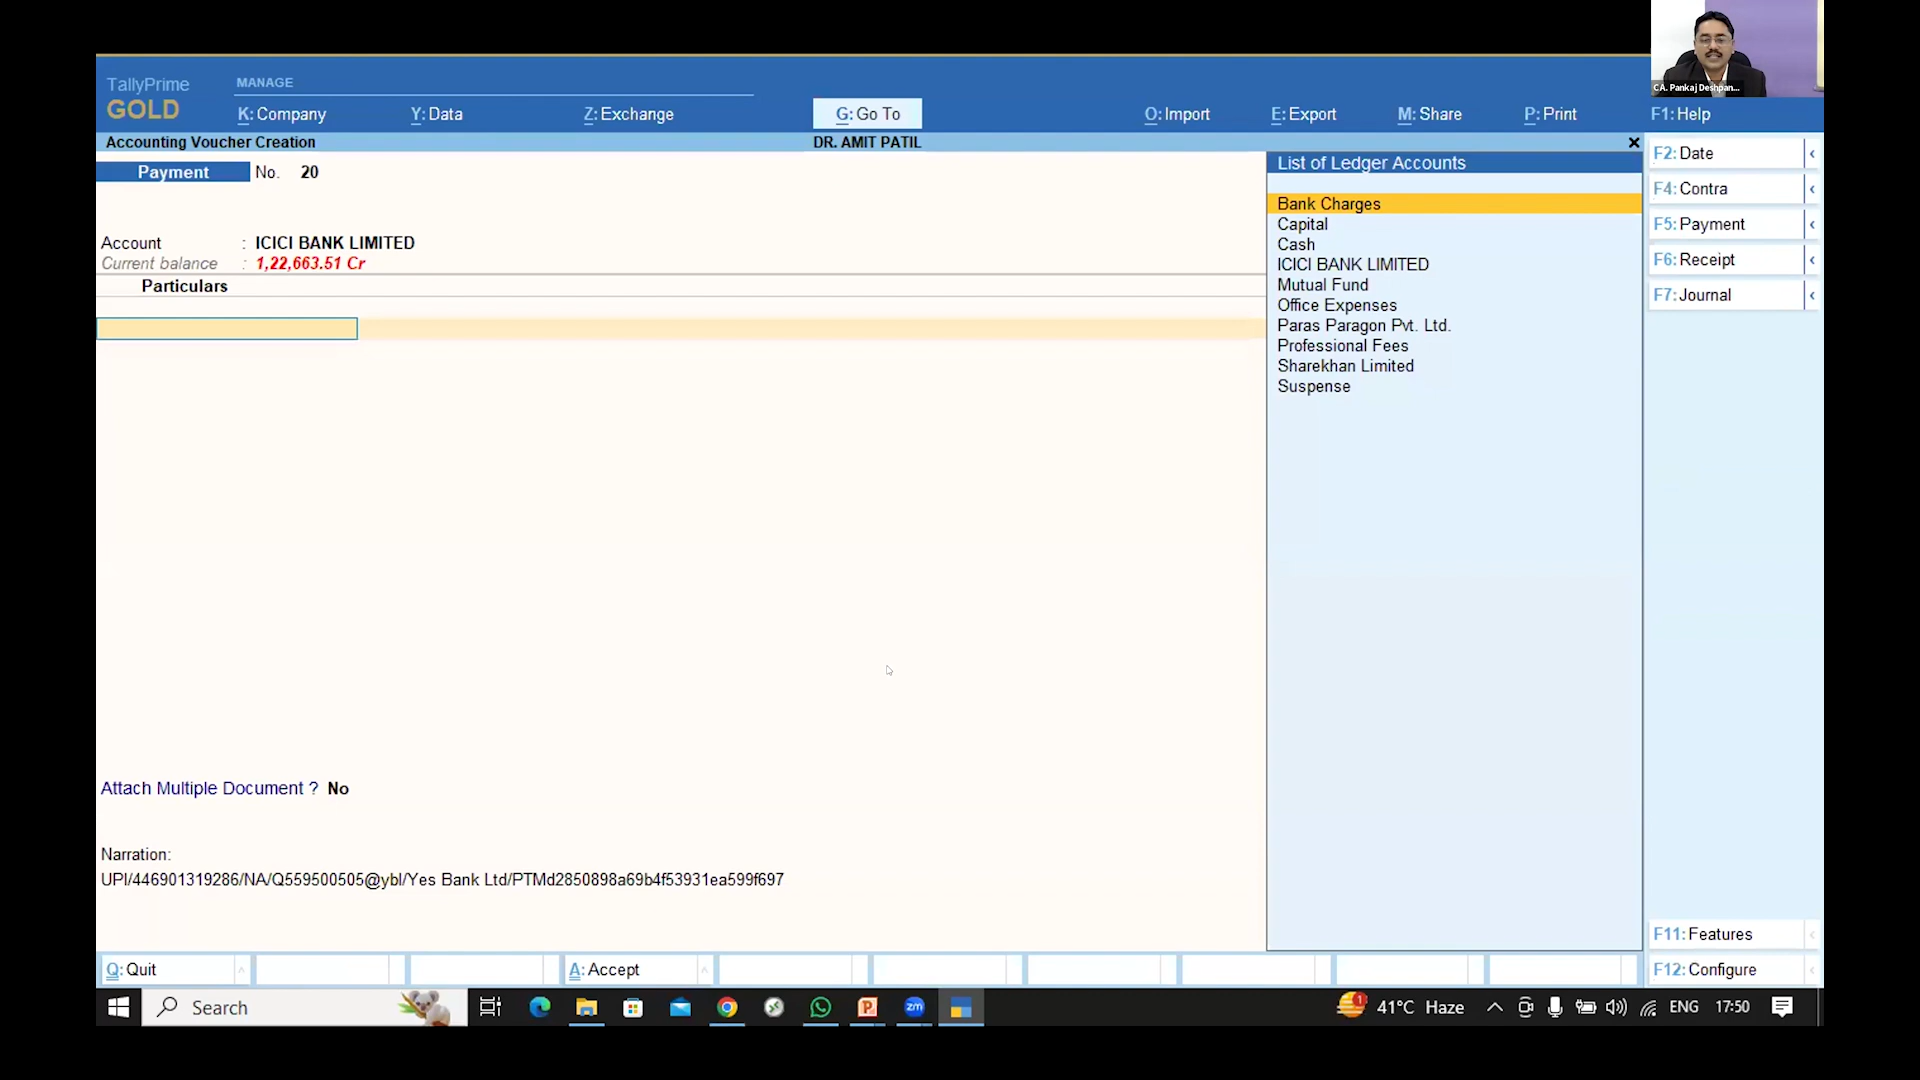 TallyPrime
GOLD
MANAGE
K: Company
Y: Data
Z: Exchange
G: Go To
O: Import
E: Export
M: Share
P: Print
F1: Help
CA. Pankaj Deshpan...
Accounting Voucher Creation
DR. AMIT PATIL
Payment No. 20
Account : ICICI BANK LIMITED
Current balance : 1,22,663.51 Cr
Particulars
List of Ledger Accounts
Bank Charges
Capital
Cash
ICICI BANK LIMITED
Mutual Fund
Office Expenses
Paras Paragon Pvt. Ltd.
Professional Fees
Sharekhan Limited
Suspense
F2: Date
F4: Contra
F5: Payment
F6: Receipt
F7: Journal
Attach Multiple Document ? No
Narration:
UPI/446901319286/NA/Q559500505@ybl/Yes Bank Ltd/PTMd2850898a69b4f53931ea599f697
F11: Features
F12: Configure
Q: Quit
A: Accept
Search
zm
1
41°C Haze
ENG
17:50